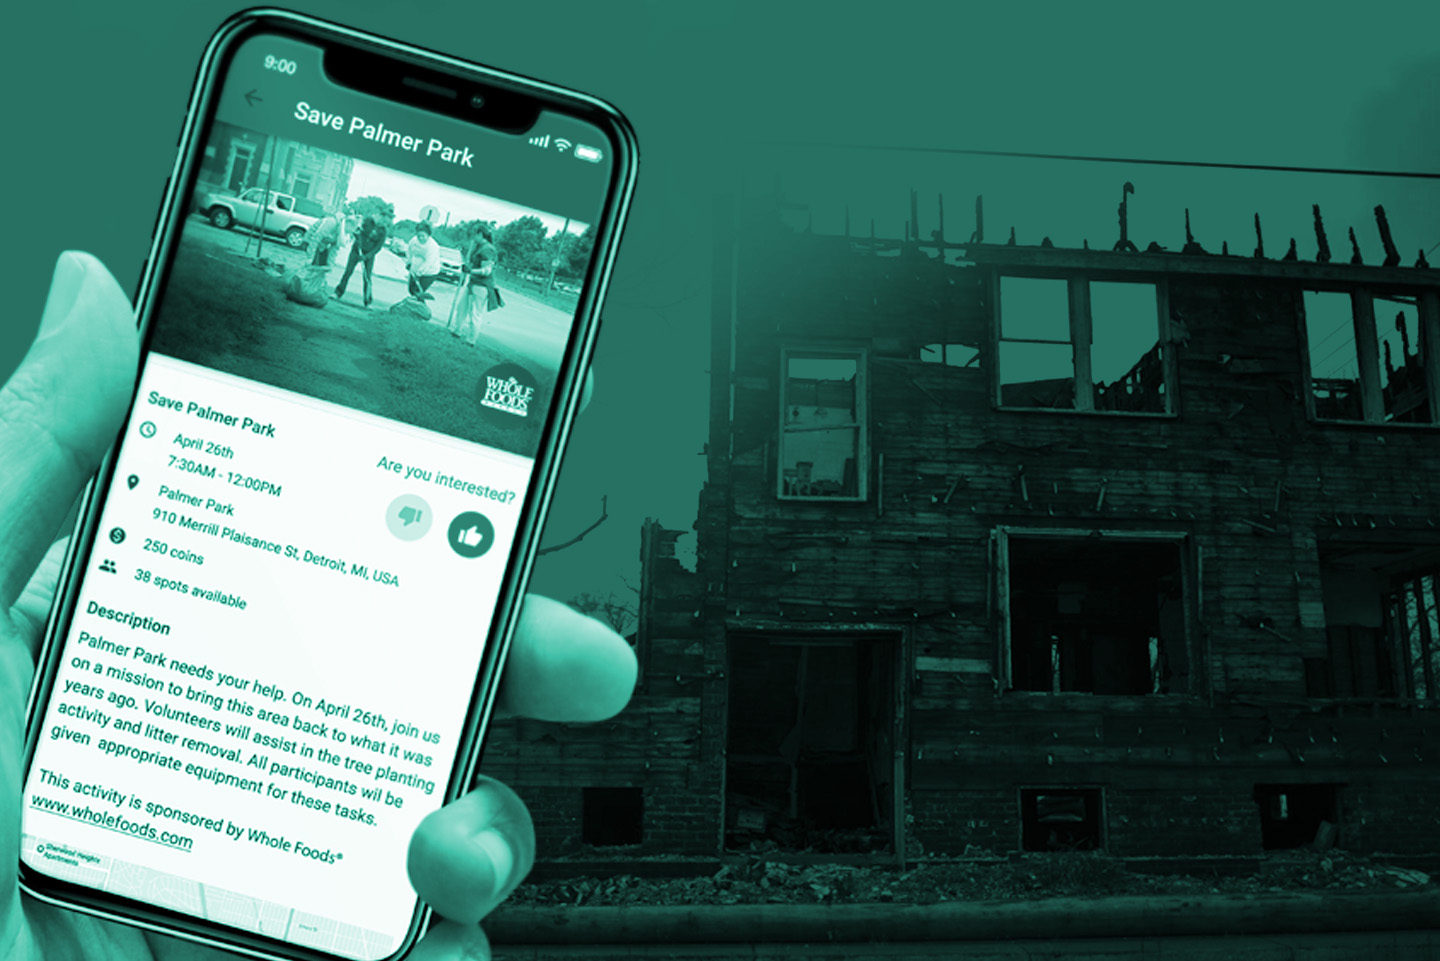 9:00
Save Palmer Park
WHOLE
FOODS
Save Palmer Park
April 26th
7:30AM - 12:00PM
Are you interested?
Palmer Park
910 Merrill Plaisance St, Detroit, MI, USA
250 coins
38 spots available
Description
Palmer Park needs your help. On April 26th, join us
on a mission to bring this area back to what it was
years ago. Volunteers will assist in the tree planting
activity and litter removal. All participants wil be
given appropriate equipment for these tasks.
This activity is sponsored by Whole Foods®
www.wholefoods.com
Sherwood Heights
Apartments